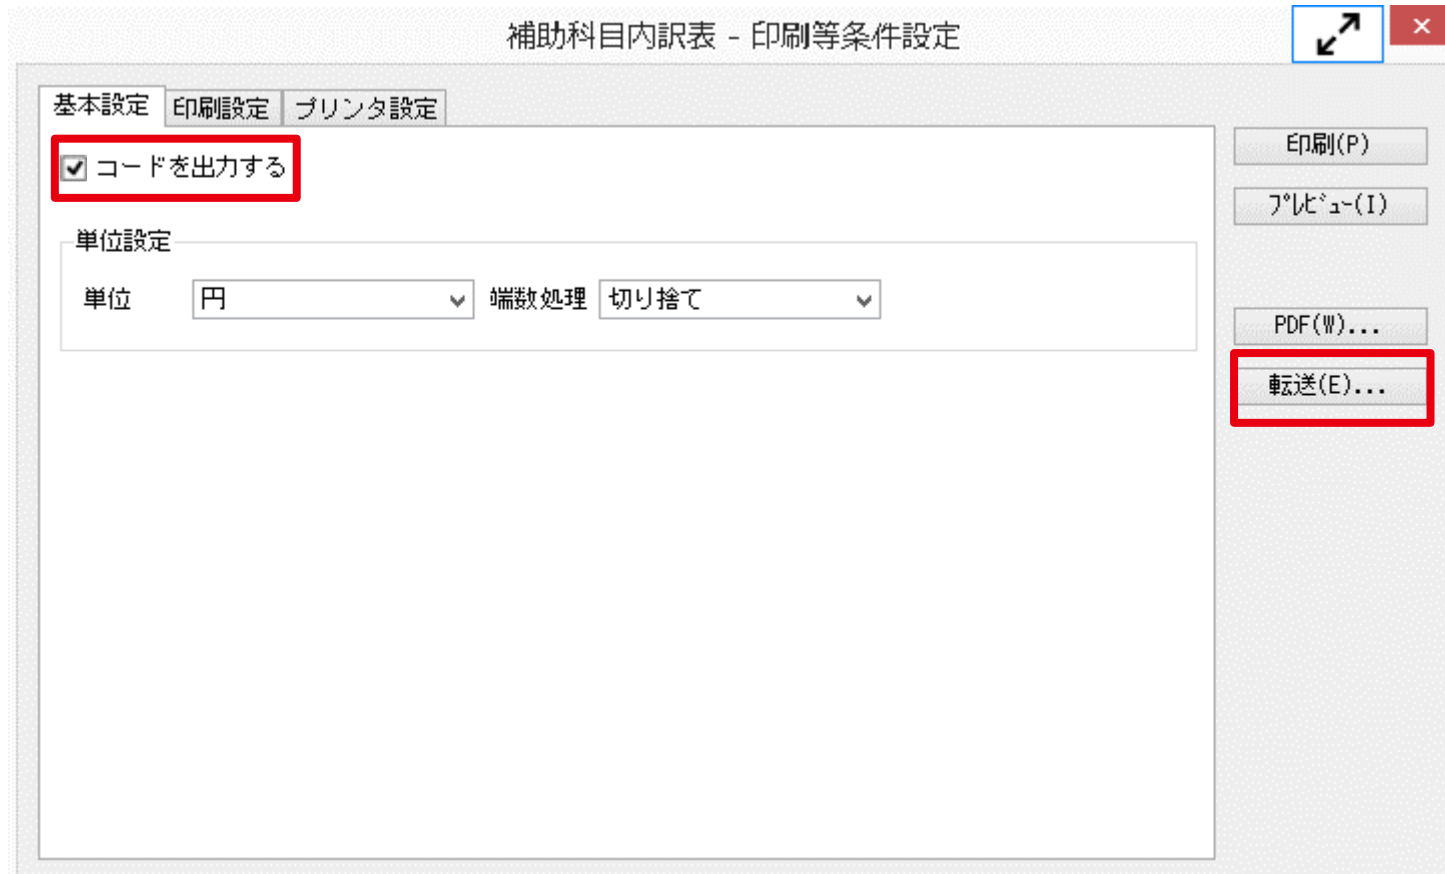 補助科目内訳表 - 印刷等条件設定
基本設定 印刷設定 プリンタ設定
コードを出力する
単位設定
単位 円 端数処理 切り捨て
印刷(P)
ﾌﾟﾚﾋﾞｭｰ(I)
PDF(W)...
転送(E)...